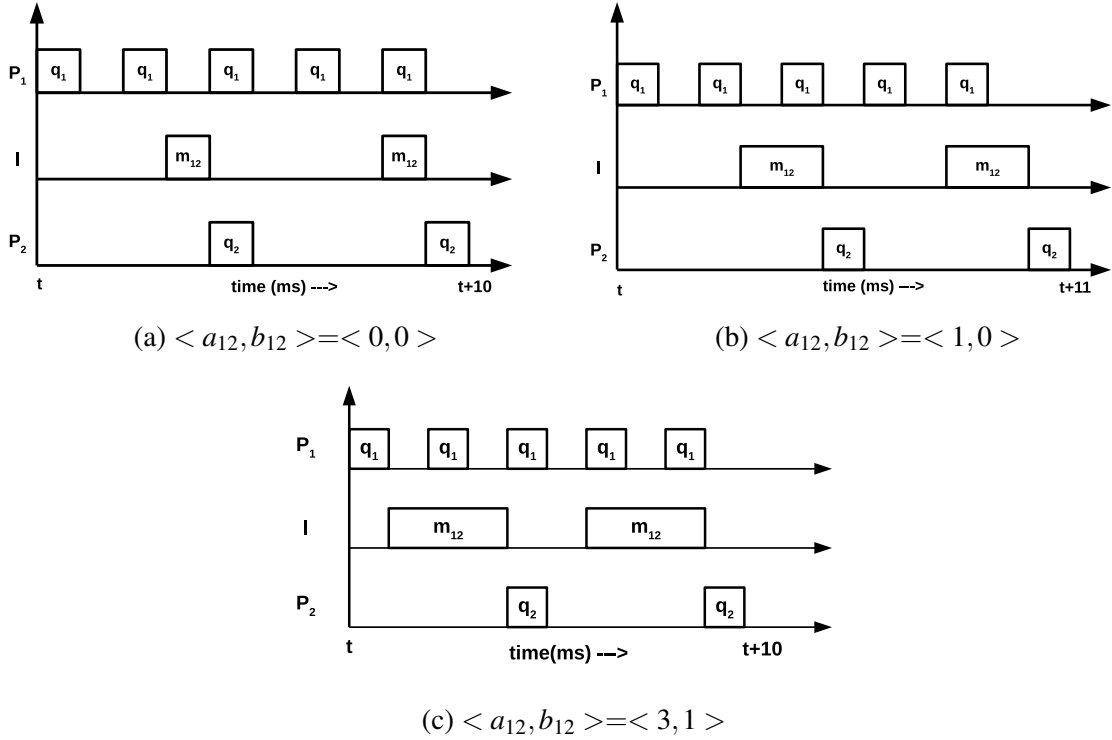 P₁ q₁ q₁ q₁ q₁ q₁
I m₁₂ m₁₂
P₂ q₂ q₂
t time (ms) ---> t+10
(a) < a₁₂, b₁₂ >=< 0, 0 >
P₁ q₁ q₁ q₁ q₁ q₁
I m₁₂ m₁₂
P₂ q₂ q₂
t time (ms) ---> t+11
(b) < a₁₂, b₁₂ >=< 1, 0 >
P₁ q₁ q₁ q₁ q₁ q₁
I m₁₂ m₁₂
P₂ q₂ q₂
t time(ms) ---> t+10
(c) < a₁₂, b₁₂ >=< 3, 1 >